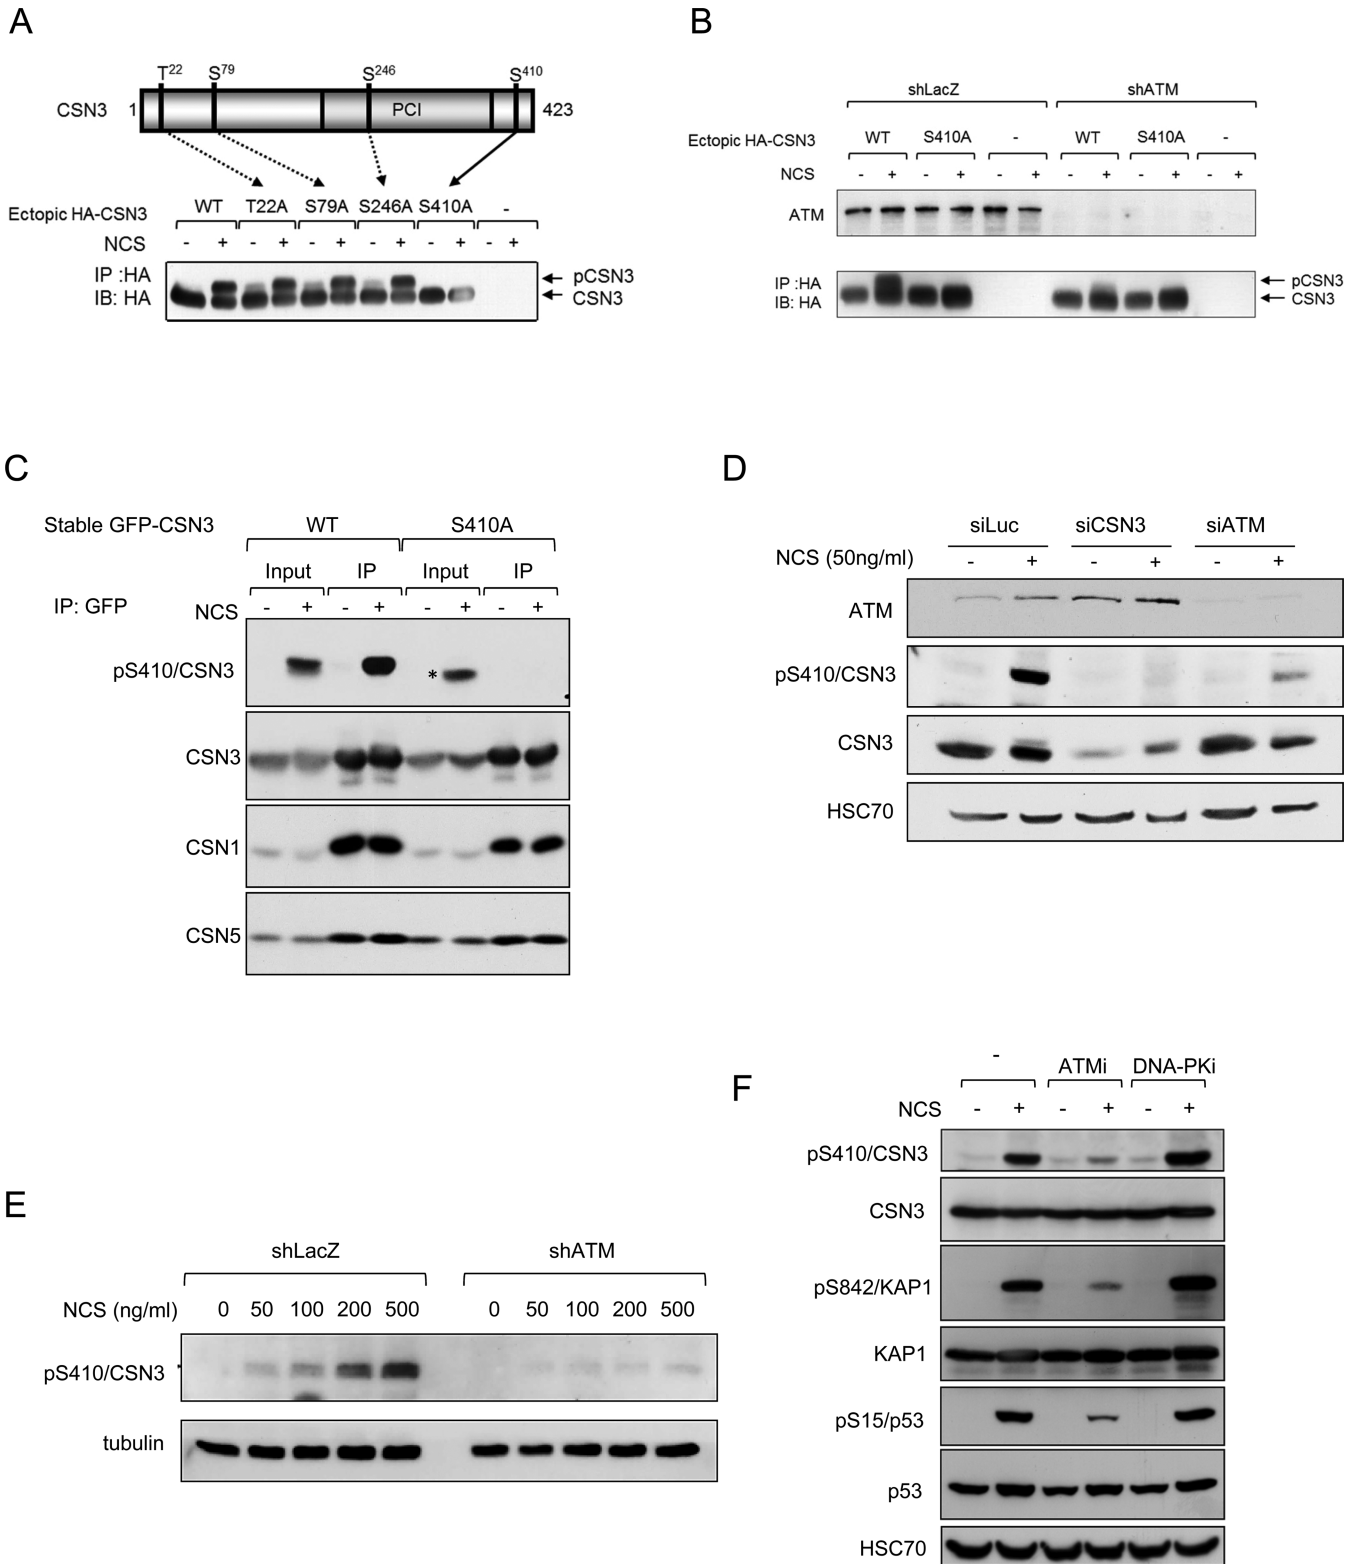 A
T22 S79 S246 S410
CSN3 1 PCI 423
WT T22A S79A S246A S410A -
Ectopic HA-CSN3
NCS - + - + - + - + - + - +
IP :HA
IB: HA
pCSN3
CSN3
B
shLacZ shATM
Ectopic HA-CSN3 WT S410A - WT S410A -
NCS - + - + - + - + - + - +
ATM
IP :HA
IB: HA
pCSN3
CSN3
C
Stable GFP-CSN3 WT S410A
Input IP Input IP
IP: GFP NCS - + - + - + - +
pS410/CSN3 *
CSN3
CSN1
CSN5
D
siLuc siCSN3 siATM
NCS (50ng/ml) - + - + - +
ATM
pS410/CSN3
CSN3
HSC70
E
shLacZ shATM
NCS (ng/ml) 0 50 100 200 500 0 50 100 200 500
pS410/CSN3
tubulin
F
- ATMi DNA-PKi
NCS - + - + - +
pS410/CSN3
CSN3
pS842/KAP1
KAP1
pS15/p53
p53
HSC70